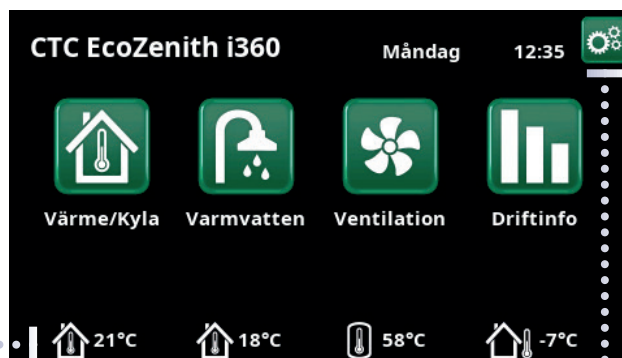 CTC EcoZenith i360 Måndag 12:35
Värme/Kyla Varmvatten Ventilation Driftinfo
21°C 18°C 58°C -7°C